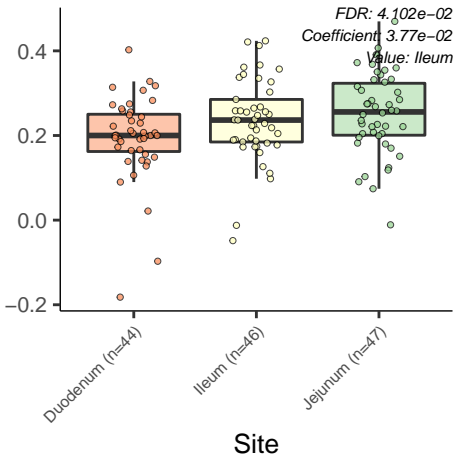 FDR: 4.102e−02
Coefficient: 3.77e−02
Value: Ileum
0.4
0.2
0.0
−0.2
Duodenum (n=44)
Ileum (n=46)
Jejunum (n=47)
Site